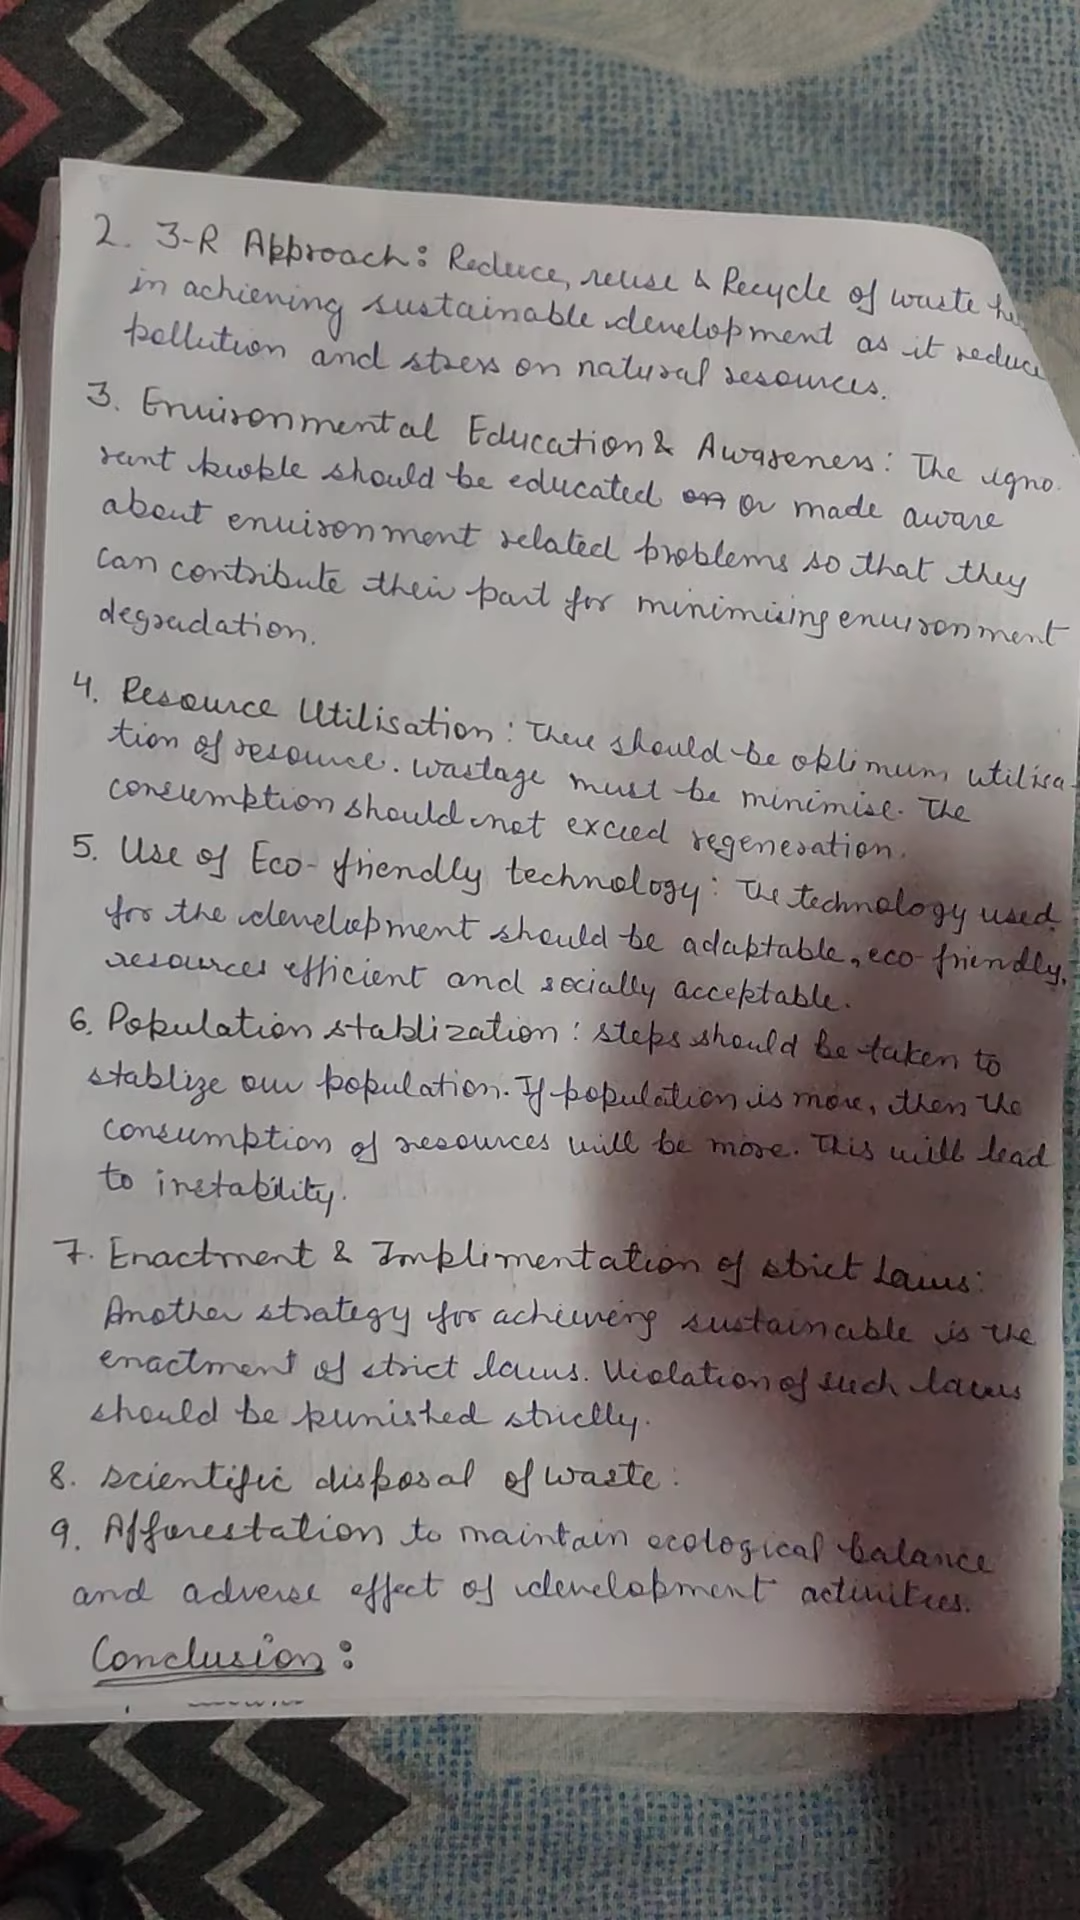 2. 3-R Approach: Reduce, reuse & Recycle of waste he
in achieving sustainable development as it reduce
pollution and stress on natural resources.
3. Environmental Education & Awareness: The igno.
rant people should be educated or made aware
about environment related problems so that they
can contribute their part for minimising environment
degradation.
4. Resource Utilisation: There should be optimum utilisa-
tion of resource. Wastage must be minimise. The
consumption should not exceed regeneration.
5. Use of Eco-friendly technology: The technology used
for the development should be adaptable, eco-friendly,
resources efficient and socially acceptable.
6. Population stablization: steps should be taken to
stablize our population. If population is more, then the
consumption of resources will be more. This will lead
to instability.
7. Enactment & Implimentation of strict Laws:
Another strategy for achieving sustainable is the
enactment of strict laws. Violation of such laws
should be punished strictly.
8. scientific disposal of waste:
9. Afforestation to maintain ecological balance
and adverse effect of development activities.
Conclusion: